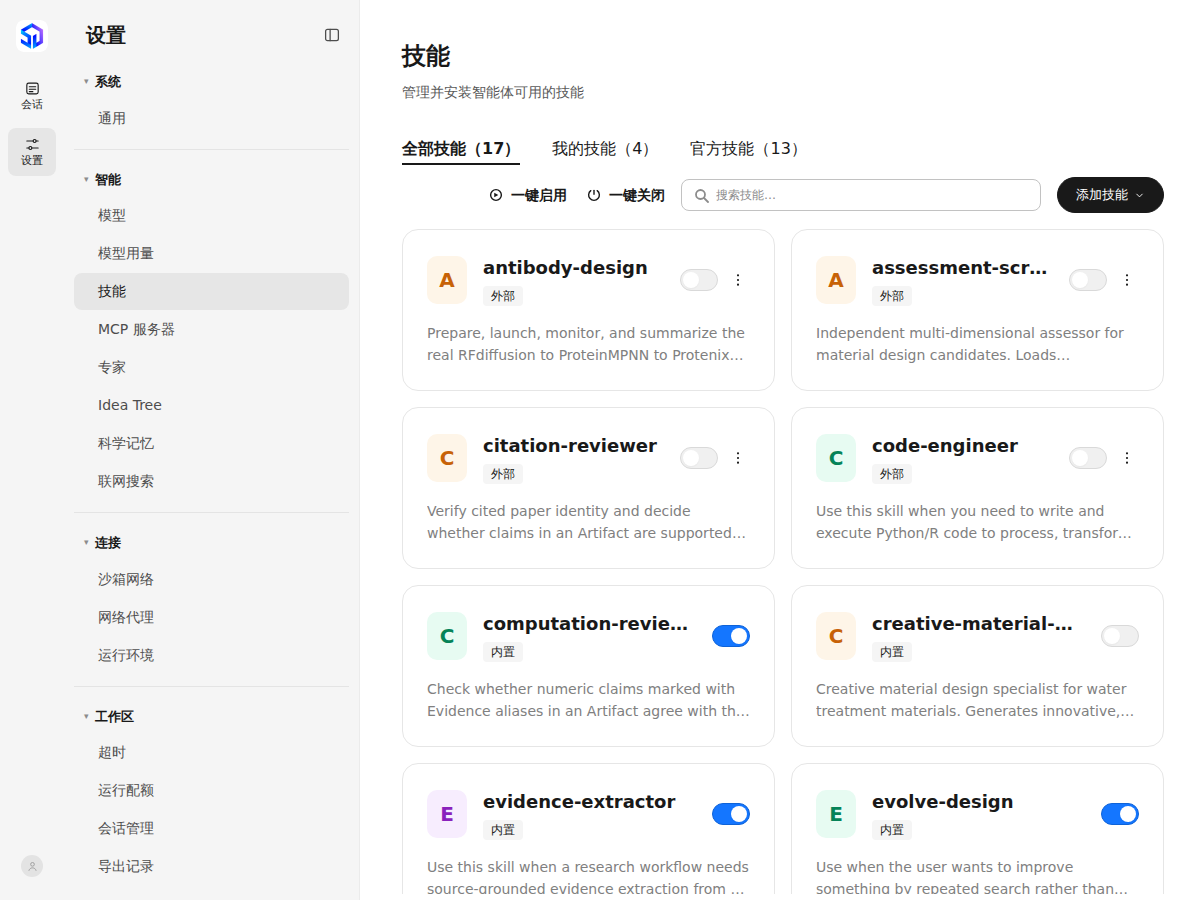 设置
会话
设置
系统
通用
智能
模型
模型用量
技能
MCP 服务器
专家
Idea Tree
科学记忆
联网搜索
连接
沙箱网络
网络代理
运行环境
工作区
超时
运行配额
会话管理
导出记录
技能
管理并安装智能体可用的技能
全部技能（17） 我的技能（4） 官方技能（13）
一键启用 一键关闭 搜索技能... 添加技能
A antibody-design
外部
Prepare, launch, monitor, and summarize the
real RFdiffusion to ProteinMPNN to Protenix...
A assessment-scr...
外部
Independent multi-dimensional assessor for
material design candidates. Loads...
C citation-reviewer
外部
Verify cited paper identity and decide
whether claims in an Artifact are supported...
C code-engineer
外部
Use this skill when you need to write and
execute Python/R code to process, transfor...
C computation-revie...
内置
Check whether numeric claims marked with
Evidence aliases in an Artifact agree with th...
C creative-material-...
内置
Creative material design specialist for water
treatment materials. Generates innovative,...
E evidence-extractor
内置
Use this skill when a research workflow needs
source-grounded evidence extraction from ...
E evolve-design
内置
Use when the user wants to improve
something by repeated search rather than...